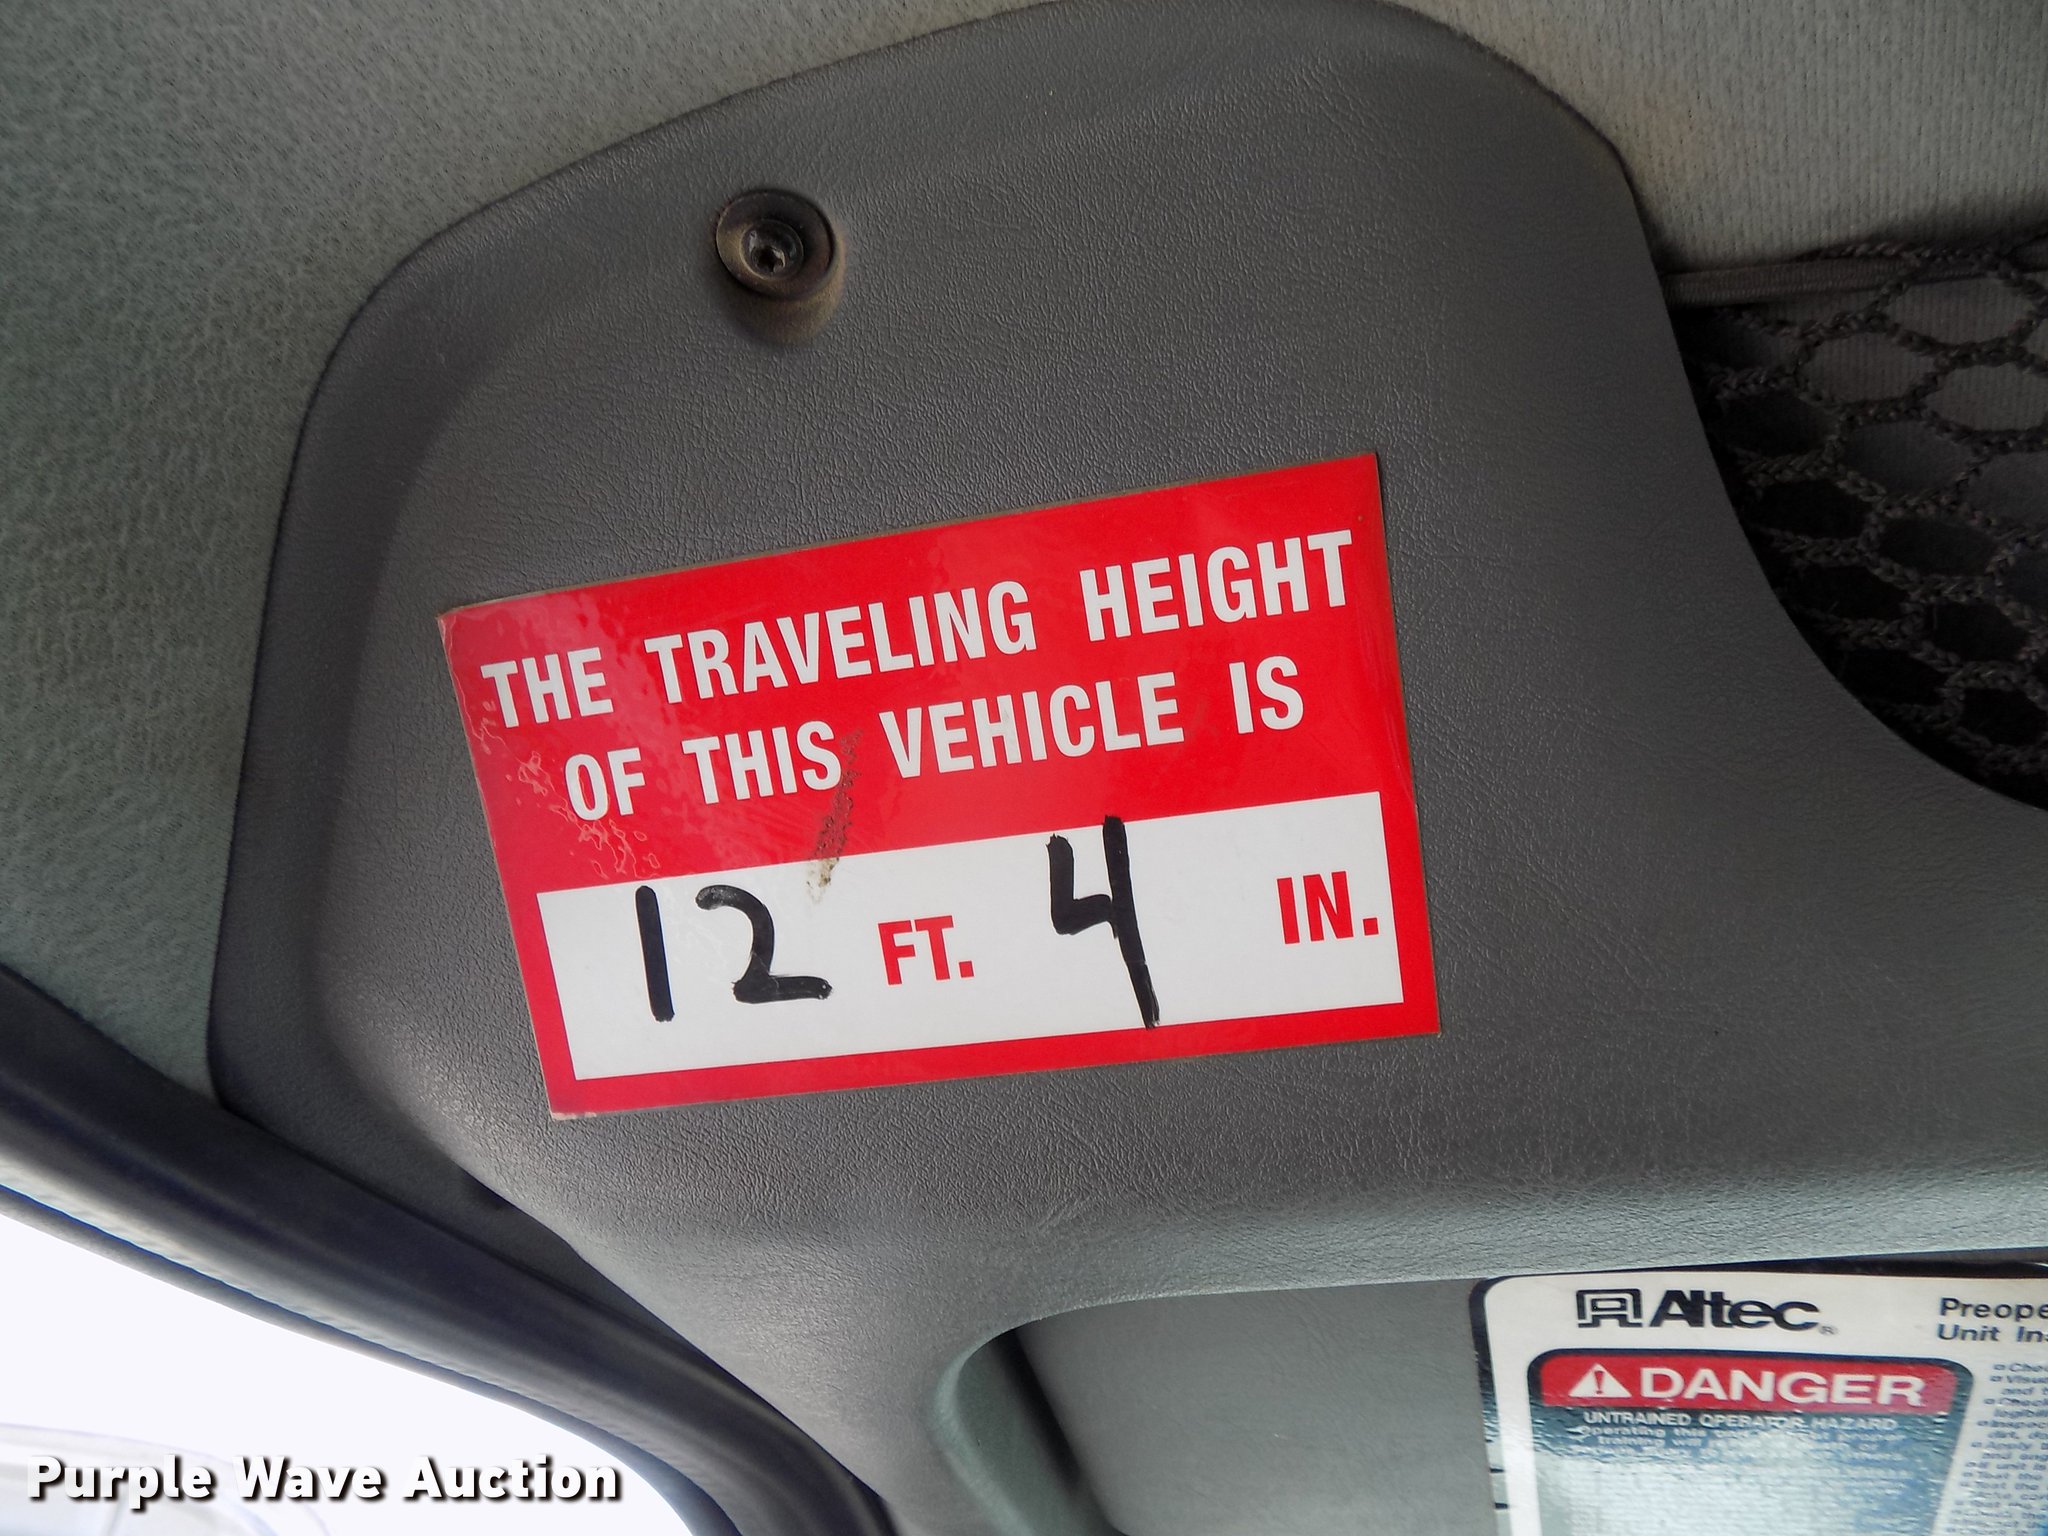 THE TRAVELING HEIGHT
OF THIS VEHICLE IS
12 FT. 4 IN.
Altec®
Preope
Unit In
DANGER
UNTRAINED OPERATOR HAZARD
Purple Wave Auction